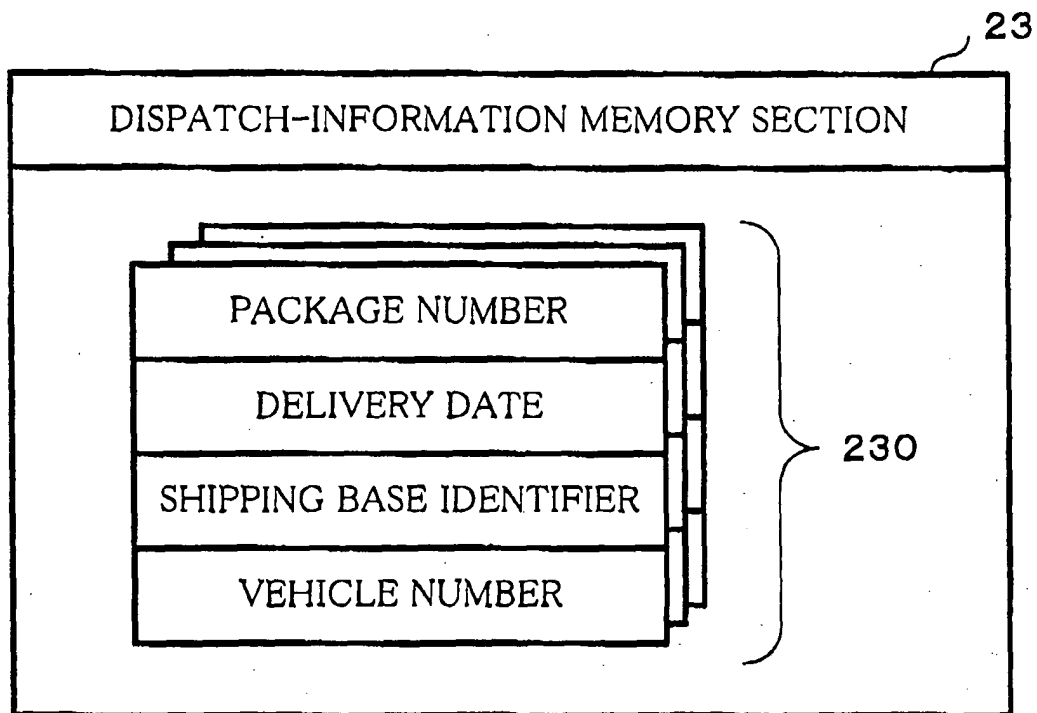 23
DISPATCH-INFORMATION MEMORY SECTION
PACKAGE NUMBER
DELIVERY DATE
230
SHIPPING BASE IDENTIFIER
VEHICLE NUMBER